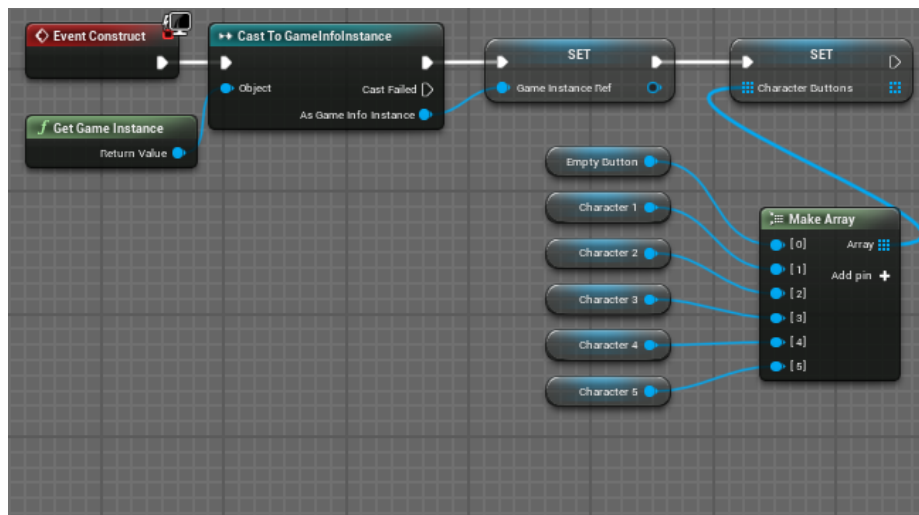 Event Construct
Cast To GameInfoInstance
Object
Cast Failed
As Game Info Instance
Get Game Instance
Return Value
SET
Game Instance Ref
SET
Character Buttons
Empty Button
Character 1
Character 2
Character 3
Character 4
Character 5
Make Array
[0]
Array
[1]
Add pin +
[2]
[3]
[4]
[5]